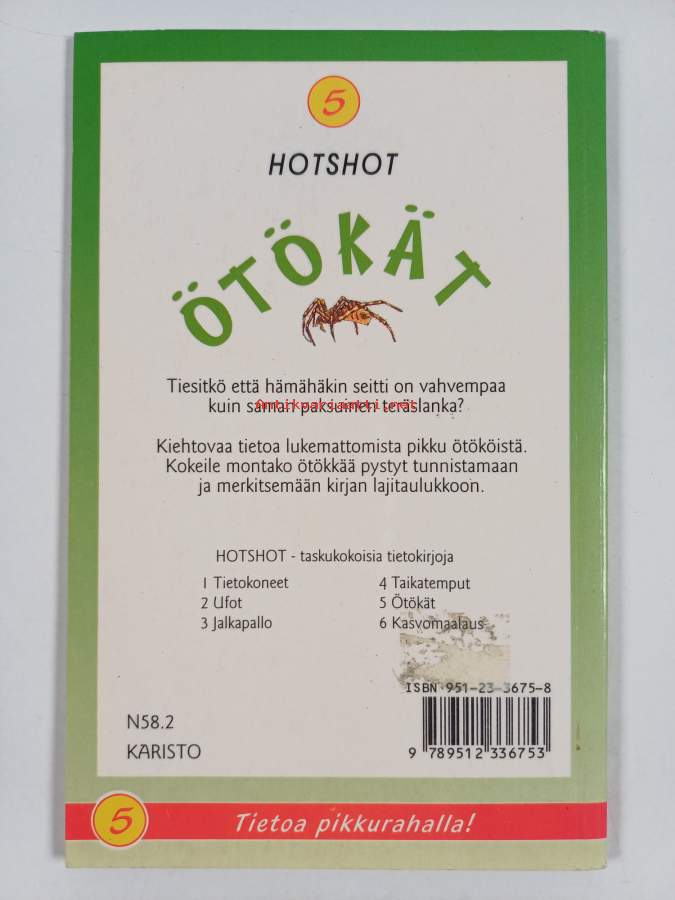 5
HOTSHOT
ÖTÖKÄT
Tiesitkö että hämähäkin seitti on vahvempaa
kuin saman paksuinen teräslanka?
Antikvariaatti.net
Kiehtovaa tietoa lukemattomista pikku ötököistä.
Kokeile montako ötökkää pystyt tunnistamaan
ja merkitsemään kirjan lajitaulukkoon.
HOTSHOT - taskukokoisia tietokirjoja
1 Tietokoneet
2 Ufot
3 Jalkapallo
4 Taikatemput
5 Ötökät
6 Kasvomaalaus
ISBN 951-23-3675-8
9 789512 336753
N58.2
KARISTO
5 Tietoa pikkurahalla!